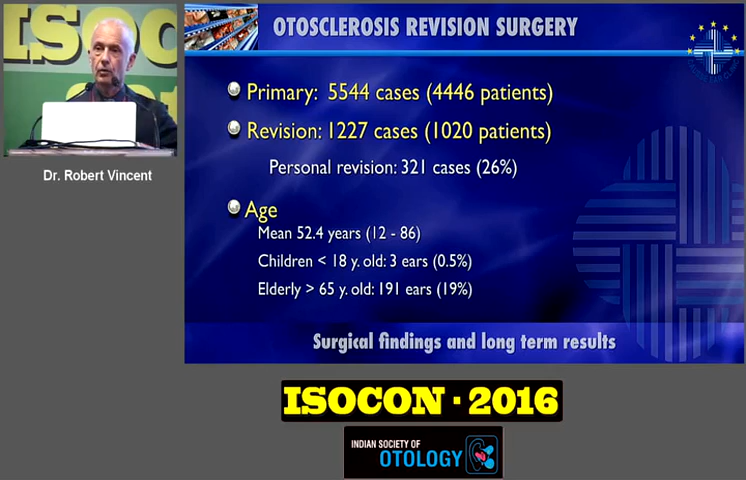 ISOC
OTOSCLEROSIS REVISION SURGERY
Primary: 5544 cases (4446 patients)
Revision: 1227 cases (1020 patients)
Personal revision: 321 cases (26%)
Age
Mean 52.4 years (12 - 86)
Children < 18 y. old: 3 ears (0.5%)
Elderly > 65 y. old: 191 ears (19%)
Surgical findings and long term results
Dr. Robert Vincent
ISOCON · 2016
INDIAN SOCIETY OF
OTOLOGY